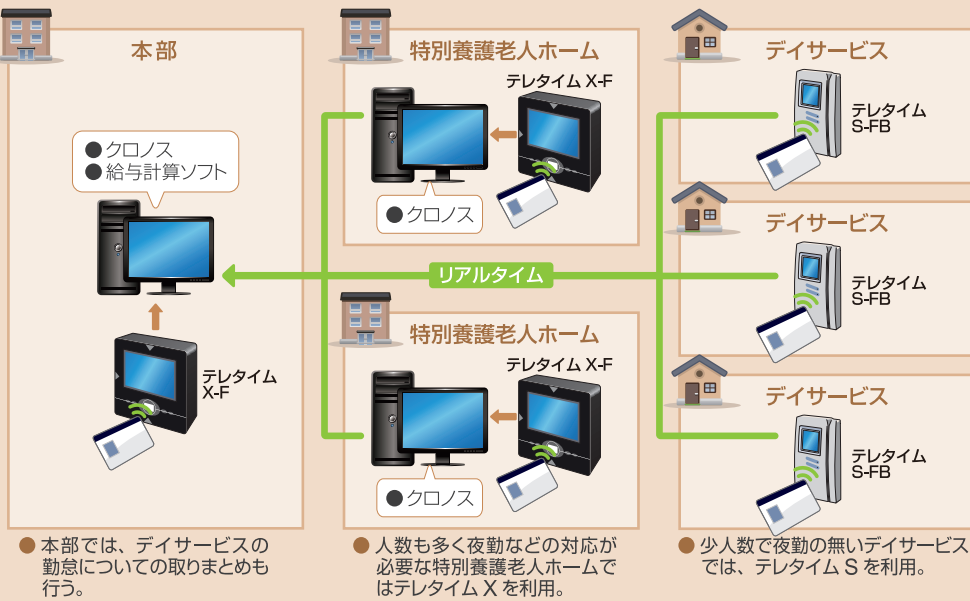 本部
● クロノス
● 給与計算ソフト
テレタイム
X-F
● 本部では、デイサービスの
勤怠についての取りまとめも
行う。
特別養護老人ホーム
テレタイム X-F
● クロノス
リアルタイム
特別養護老人ホーム
テレタイム X-F
● クロノス
● 人数も多く夜勤などの対応が
必要な特別養護老人ホームで
はテレタイム X を利用。
デイサービス
テレタイム
S-FB
デイサービス
テレタイム
S-FB
デイサービス
テレタイム
S-FB
● 少人数で夜勤の無いデイサービス
では、テレタイム S を利用。